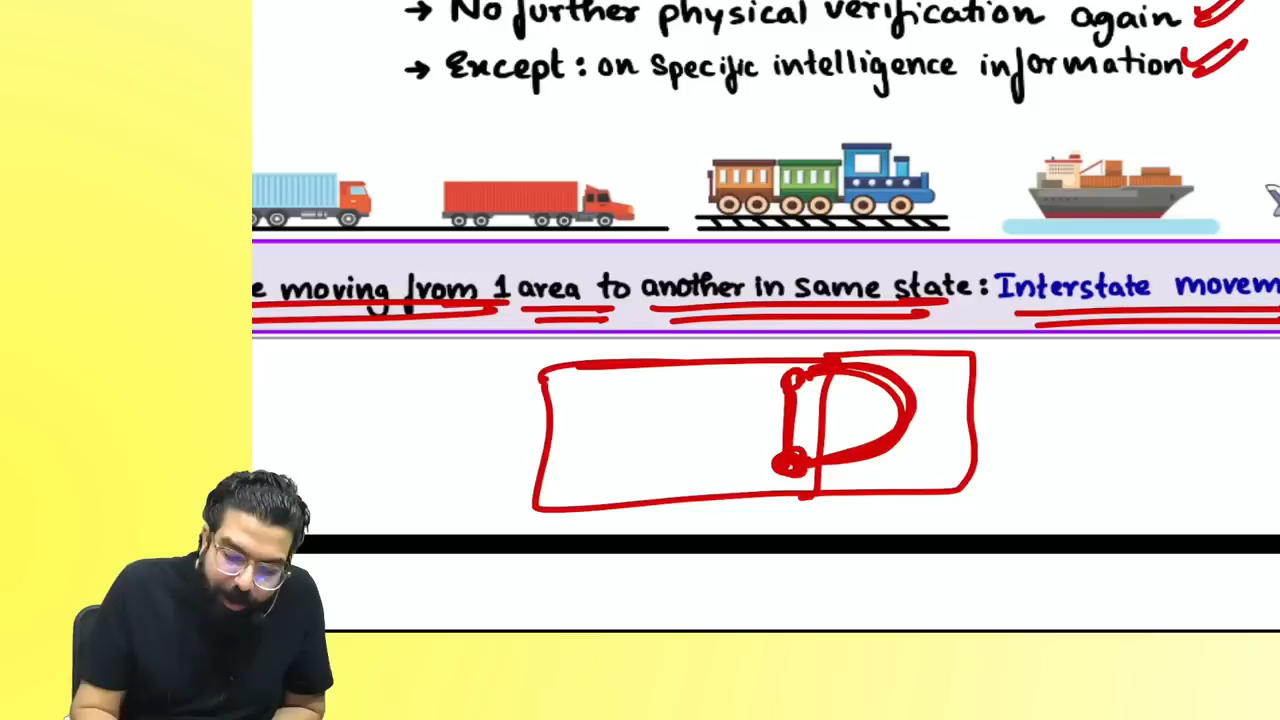 → No further physical verification again
→ Except: on specific intelligence information
moving from 1 area to another in same state: Interstate